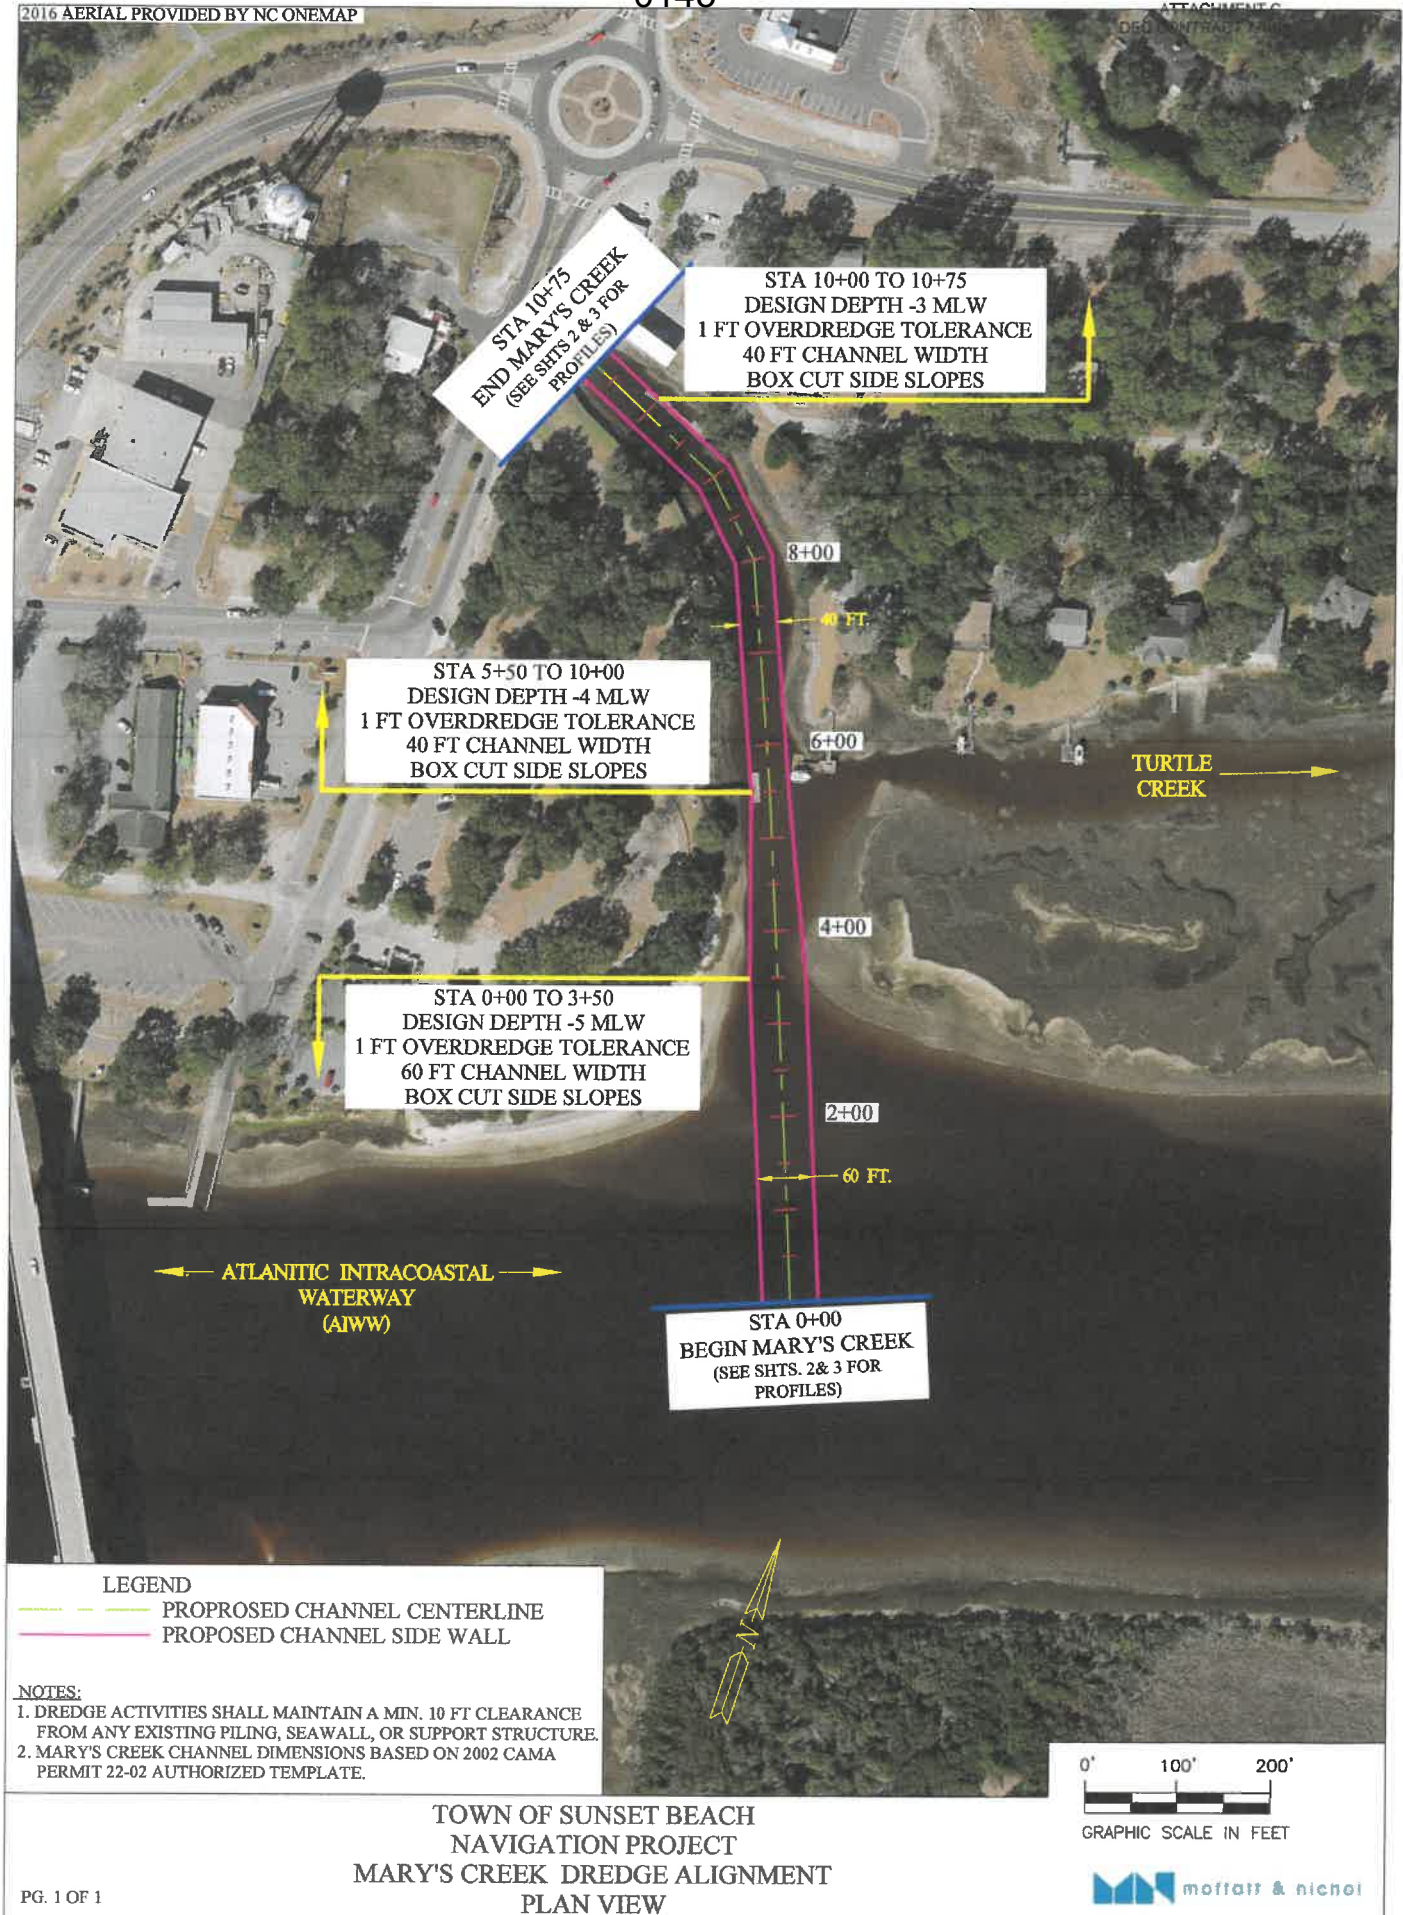 2016 AERIAL PROVIDED BY NC ONEMAP
STA 10+75
END MARY'S CREEK
(SEE SHTS 2 & 3 FOR
PROFILES)
STA 10+00 TO 10+75
DESIGN DEPTH -3 MLW
1 FT OVERDREDGE TOLERANCE
40 FT CHANNEL WIDTH
BOX CUT SIDE SLOPES
8+00
40 FT.
STA 5+50 TO 10+00
DESIGN DEPTH -4 MLW
1 FT OVERDREDGE TOLERANCE
40 FT CHANNEL WIDTH
BOX CUT SIDE SLOPES
6+00
TURTLE
CREEK
4+00
STA 0+00 TO 3+50
DESIGN DEPTH -5 MLW
1 FT OVERDREDGE TOLERANCE
60 FT CHANNEL WIDTH
BOX CUT SIDE SLOPES
2+00
60 FT.
ATLANITIC INTRACOASTAL
WATERWAY
(AIWW)
STA 0+00
BEGIN MARY'S CREEK
(SEE SHTS. 2& 3 FOR
PROFILES)
N
LEGEND
PROPROSED CHANNEL CENTERLINE
PROPOSED CHANNEL SIDE WALL
NOTES:
1. DREDGE ACTIVITIES SHALL MAINTAIN A MIN. 10 FT CLEARANCE
FROM ANY EXISTING PILING, SEAWALL, OR SUPPORT STRUCTURE.
2. MARY'S CREEK CHANNEL DIMENSIONS BASED ON 2002 CAMA
PERMIT 22-02 AUTHORIZED TEMPLATE.
0' 100' 200'
GRAPHIC SCALE IN FEET
TOWN OF SUNSET BEACH
NAVIGATION PROJECT
MARY'S CREEK DREDGE ALIGNMENT
PLAN VIEW
PG. 1 OF 1
moffatt & nichol